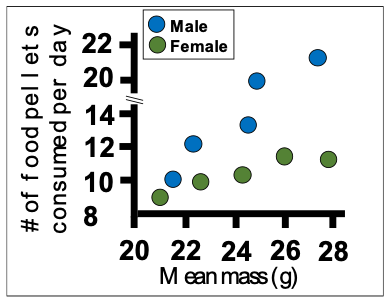 Male
Female
# of food pellets
consumed per day
22
20
14
12
10
8
20 22 24 26 28
Mean mass (g)